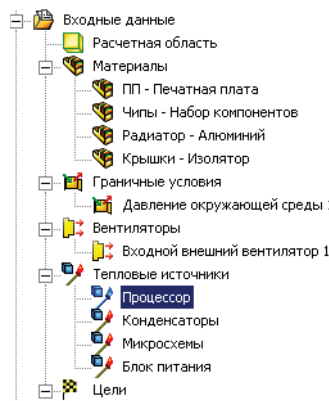 Входные данные
Расчетная область
Материалы
ПП - Печатная плата
Чипы - Набор компонентов
Радиатор - Алюминий
Крышки - Изолятор
Граничные условия
Давление окружающей среды 1
Вентиляторы
Входной внешний вентилятор 1
Тепловые источники
Процессор
Конденсаторы
Микросхемы
Блок питания
Цели